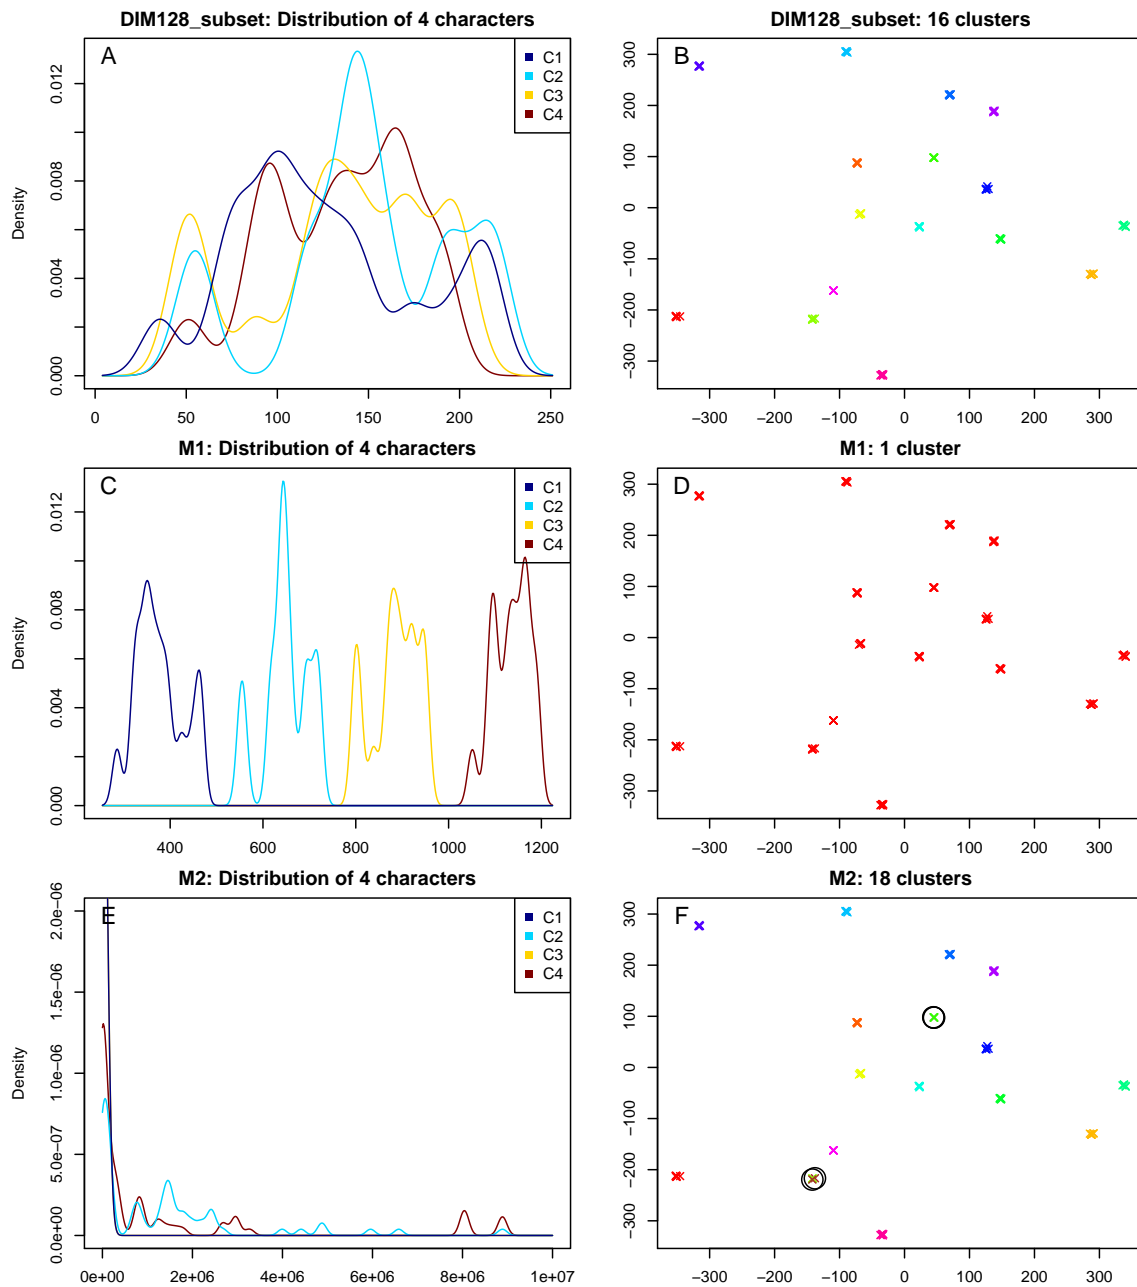 DIM128_subset: Distribution of 4 characters
A
C1
C2
C3
C4
Density
0.000 0.004 0.008 0.012
0 50 100 150 200 250
DIM128_subset: 16 clusters
B
−300 −200 −100 0 100 200 300
−300 −200 −100 0 100 200 300
M1: Distribution of 4 characters
C
C1
C2
C3
C4
Density
0.000 0.004 0.008 0.012
400 600 800 1000 1200
M1: 1 cluster
D
−300 −200 −100 0 100 200 300
−300 −200 −100 0 100 200 300
M2: Distribution of 4 characters
E
C1
C2
C3
C4
Density
0.0e+00 5.0e−07 1.0e−06 1.5e−06 2.0e−06
0e+00 2e+06 4e+06 6e+06 8e+06 1e+07
M2: 18 clusters
F
−300 −200 −100 0 100 200 300
−300 −200 −100 0 100 200 300